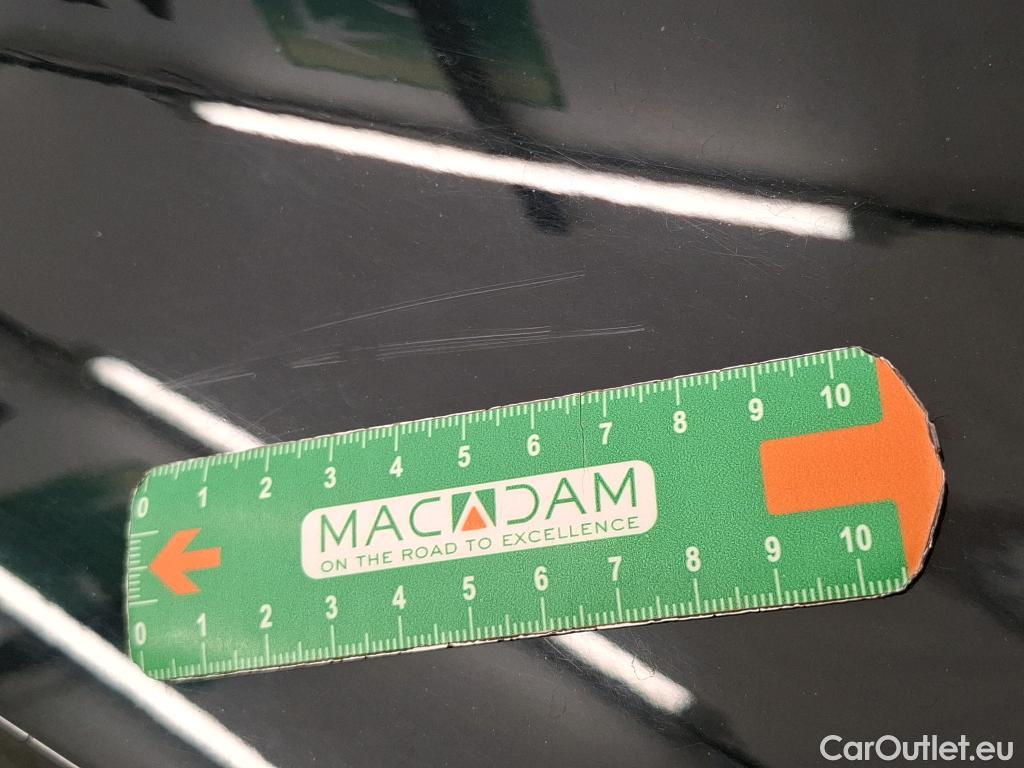 0 1 2 3 4 5 6 7 8 9 10
MACADAM
ON THE ROAD TO EXCELLENCE
0 1 2 3 4 5 6 7 8 9 10
CarOutlet.eu